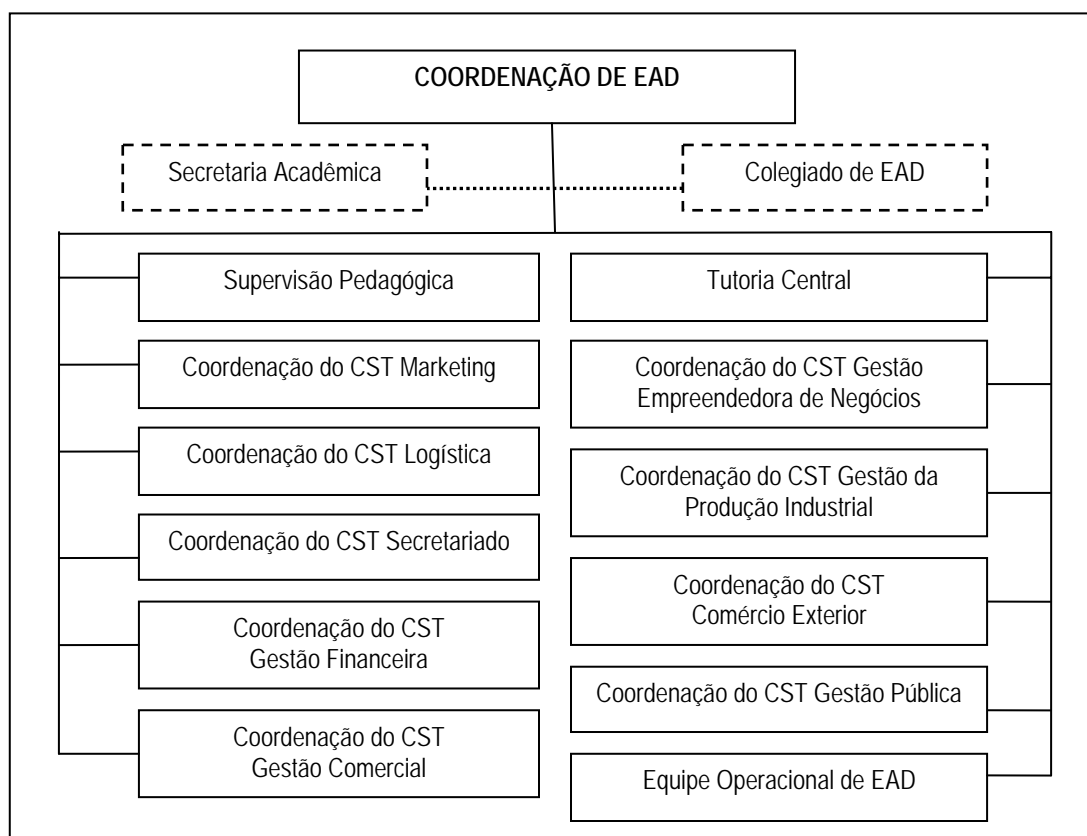 COORDENAÇÃO DE EAD
Secretaria Acadêmica
Colegiado de EAD
Supervisão Pedagógica
Coordenação do CST Marketing
Coordenação do CST Logística
Coordenação do CST Secretariado
Coordenação do CST
Gestão Financeira
Coordenação do CST
Gestão Comercial
Tutoria Central
Coordenação do CST Gestão
Empreendedora de Negócios
Coordenação do CST Gestão da
Produção Industrial
Coordenação do CST
Comércio Exterior
Coordenação do CST Gestão Pública
Equipe Operacional de EAD